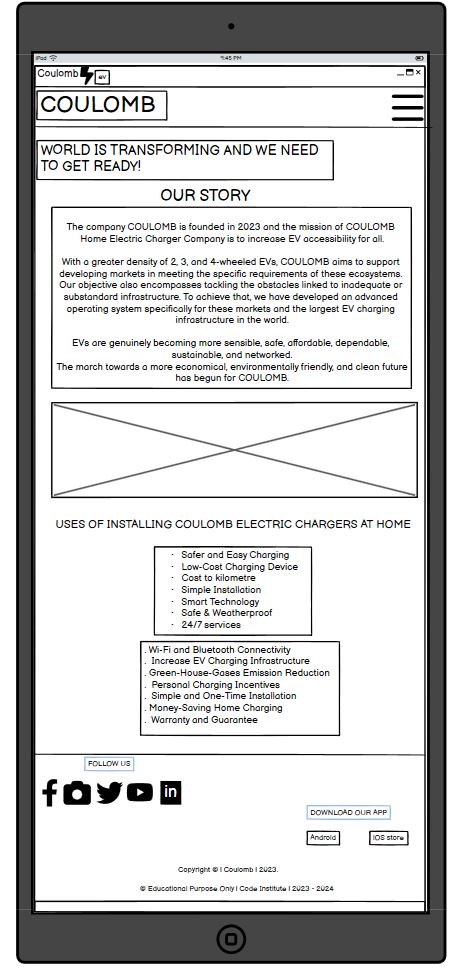 iPod 9:45 PM
Coulomb ev
COULOMB
WORLD IS TRANSFORMING AND WE NEED
TO GET READY!
OUR STORY
The company COULOMB is founded in 2023 and the mission of COULOMB
Home Electric Charger Company is to increase EV accessibility for all.
With a greater density of 2, 3, and 4-wheeled EVs, COULOMB aims to support
developing markets in meeting the specific requirements of these ecosystems.
Our objective also encompasses tackling the obstacles linked to inadequate or
substandard infrastructure. To achieve that, we have developed an advanced
operating system specifically for these markets and the largest EV charging
infrastructure in the world.
EVs are genuinely becoming more sensible, safe, affordable, dependable,
sustainable, and networked.
The march towards a more economical, environmentally friendly, and clean future
has begun for COULOMB.
USES OF INSTALLING COULOMB ELECTRIC CHARGERS AT HOME
· Safer and Easy Charging
· Low-Cost Charging Device
· Cost to kilometre
· Simple Installation
· Smart Technology
· Safe & Weatherproof
· 24/7 services
. Wi-Fi and Bluetooth Connectivity
. Increase EV Charging Infrastructure
. Green-House-Gases Emission Reduction
. Personal Charging Incentives
. Simple and One-Time Installation
. Money-Saving Home Charging
. Warranty and Guarantee
FOLLOW US
in
DOWNLOAD OUR APP
Android IOS store
Copyright © | Coulomb | 2023.
© Educational Purpose Only | Code Institute | 2023 - 2024